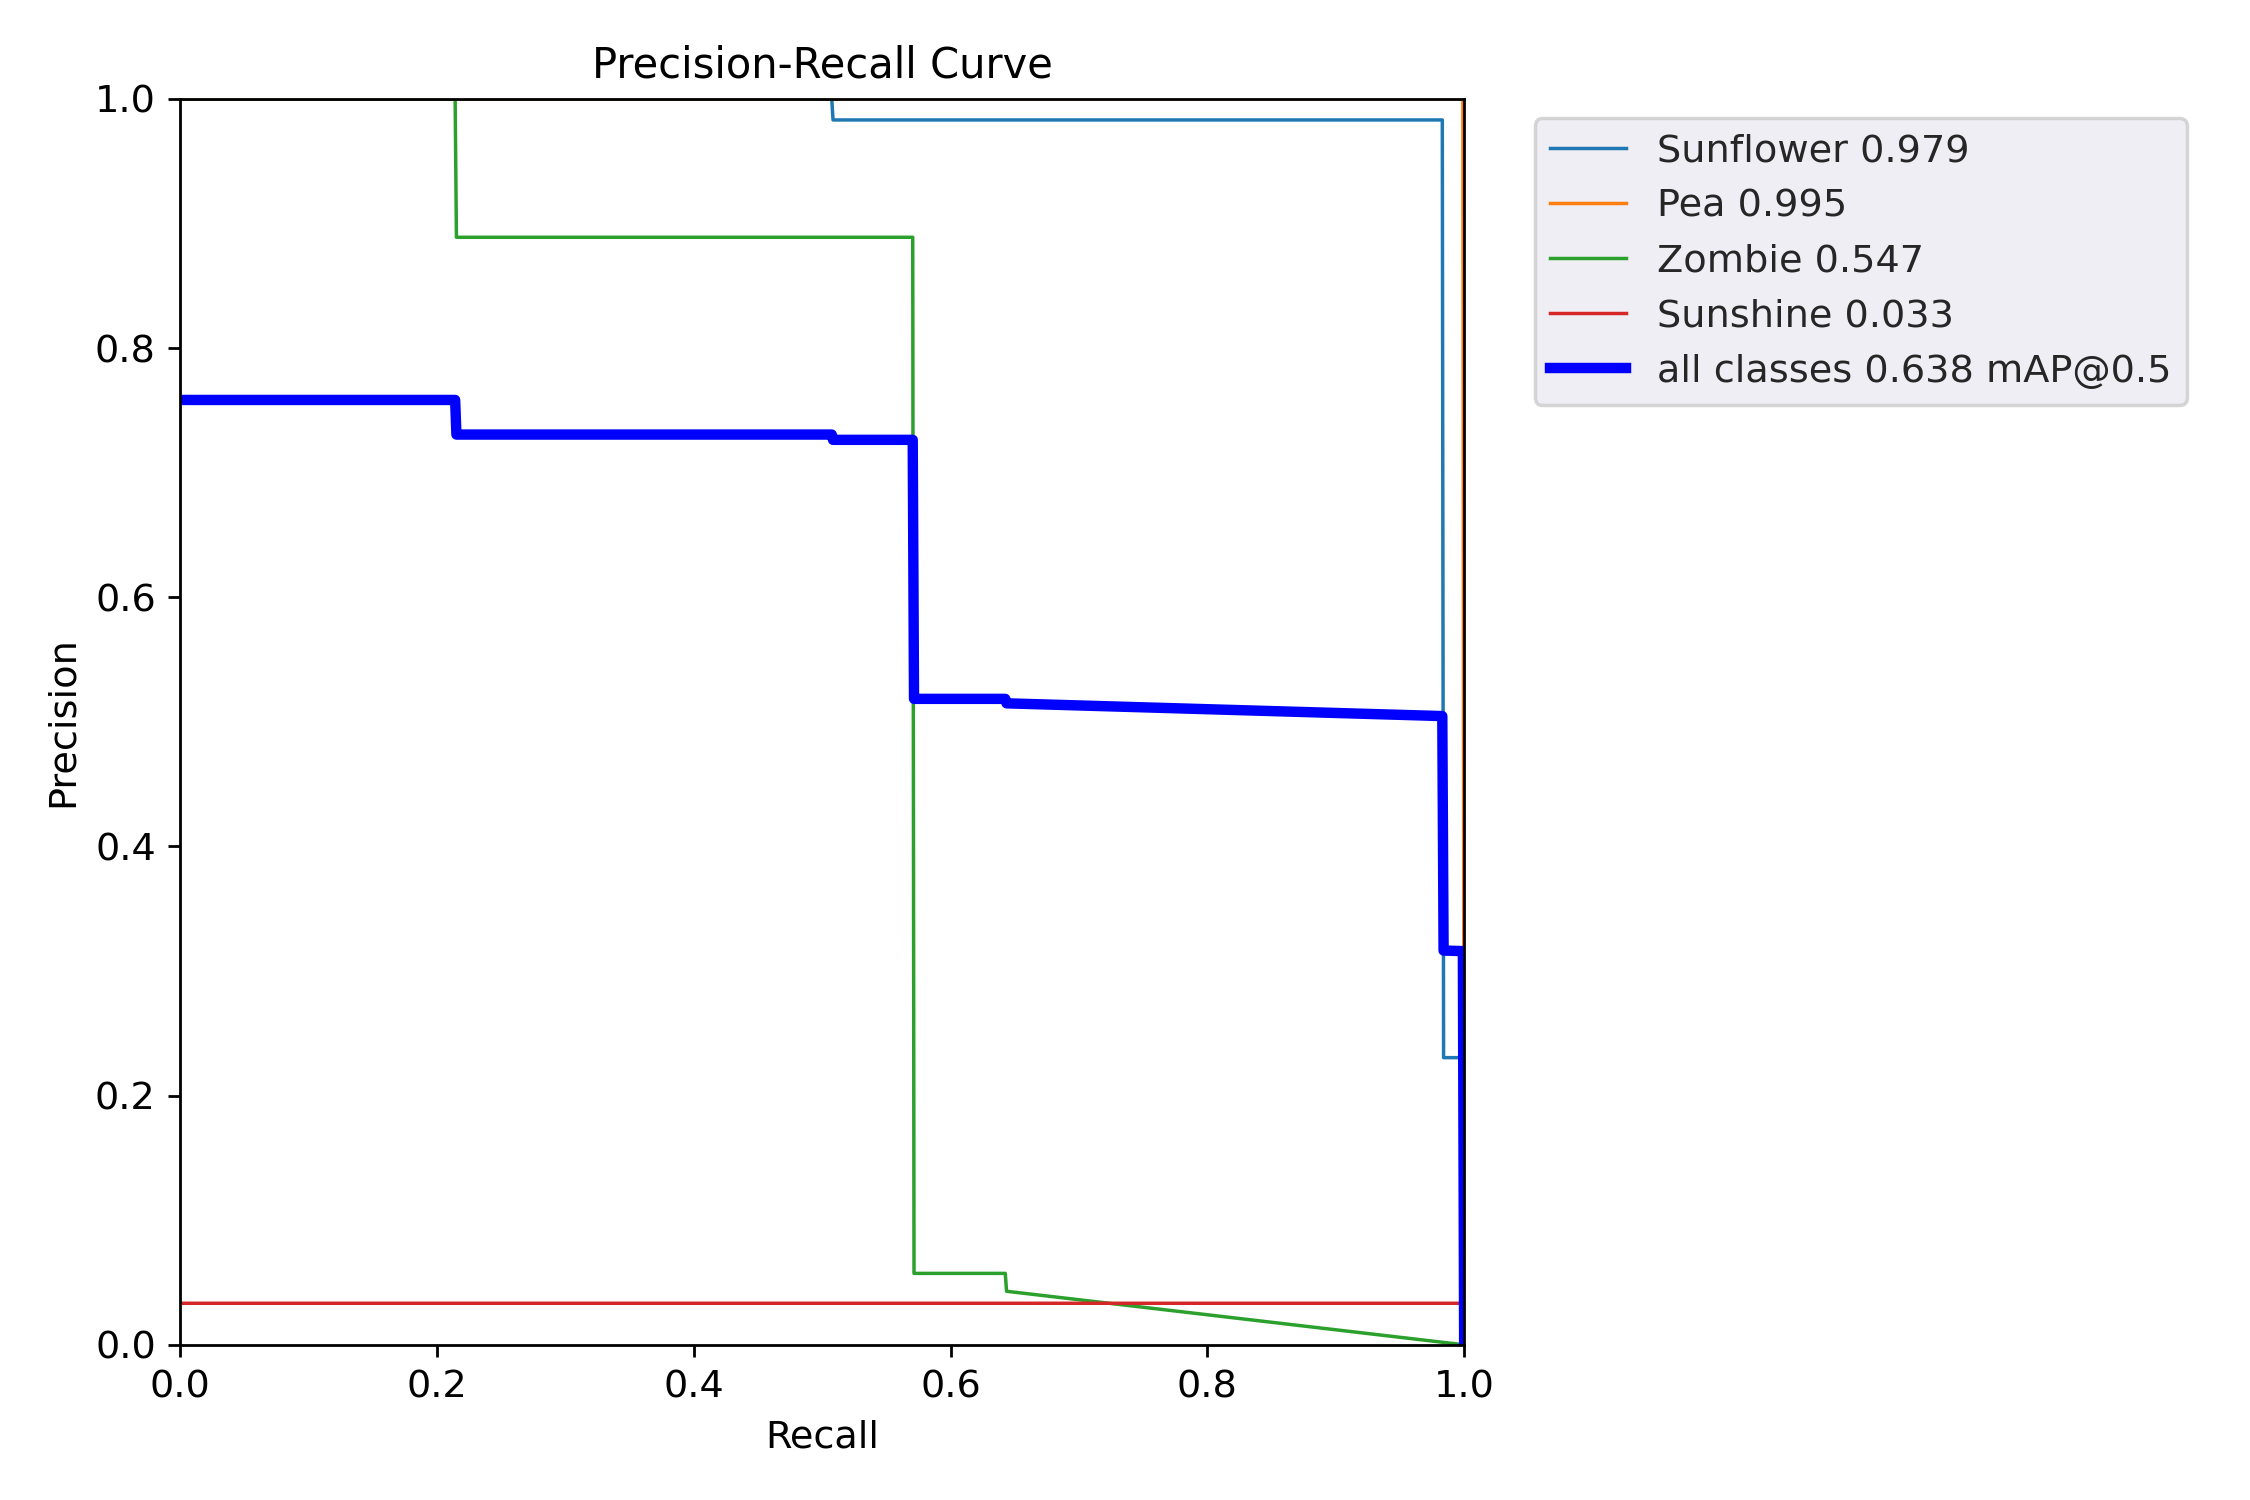 Precision-Recall Curve
1.0
0.8
0.6
0.4
0.2
0.0
Precision
0.0 0.2 0.4 0.6 0.8 1.0
Recall
Sunflower 0.979
Pea 0.995
Zombie 0.547
Sunshine 0.033
all classes 0.638 mAP@0.5